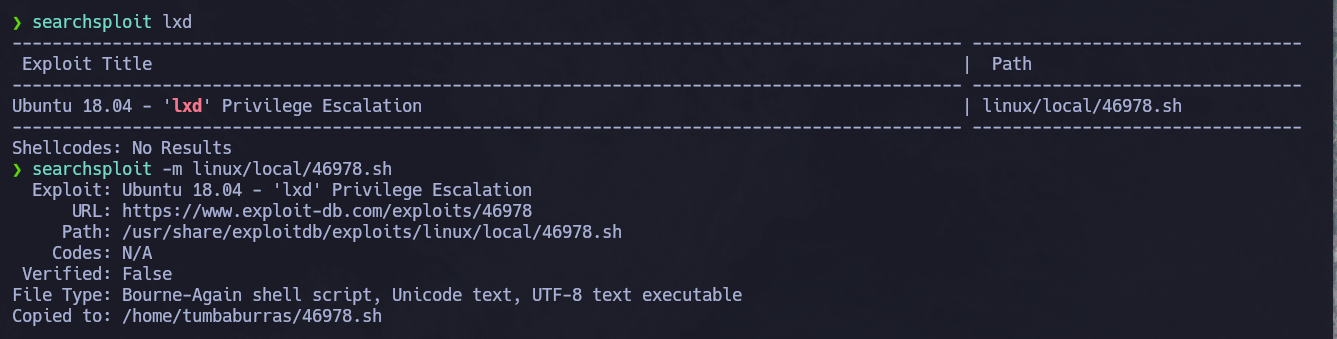 ❯ searchsploit lxd
----------------------------------------------------------------------------------------------- ---------------------------------
 Exploit Title                                                                                 |  Path
----------------------------------------------------------------------------------------------- ---------------------------------
Ubuntu 18.04 - 'lxd' Privilege Escalation                                                      | linux/local/46978.sh
----------------------------------------------------------------------------------------------- ---------------------------------
Shellcodes: No Results
❯ searchsploit -m linux/local/46978.sh
  Exploit: Ubuntu 18.04 - 'lxd' Privilege Escalation
      URL: https://www.exploit-db.com/exploits/46978
     Path: /usr/share/exploitdb/exploits/linux/local/46978.sh
    Codes: N/A
 Verified: False
File Type: Bourne-Again shell script, Unicode text, UTF-8 text executable
Copied to: /home/tumbaburras/46978.sh